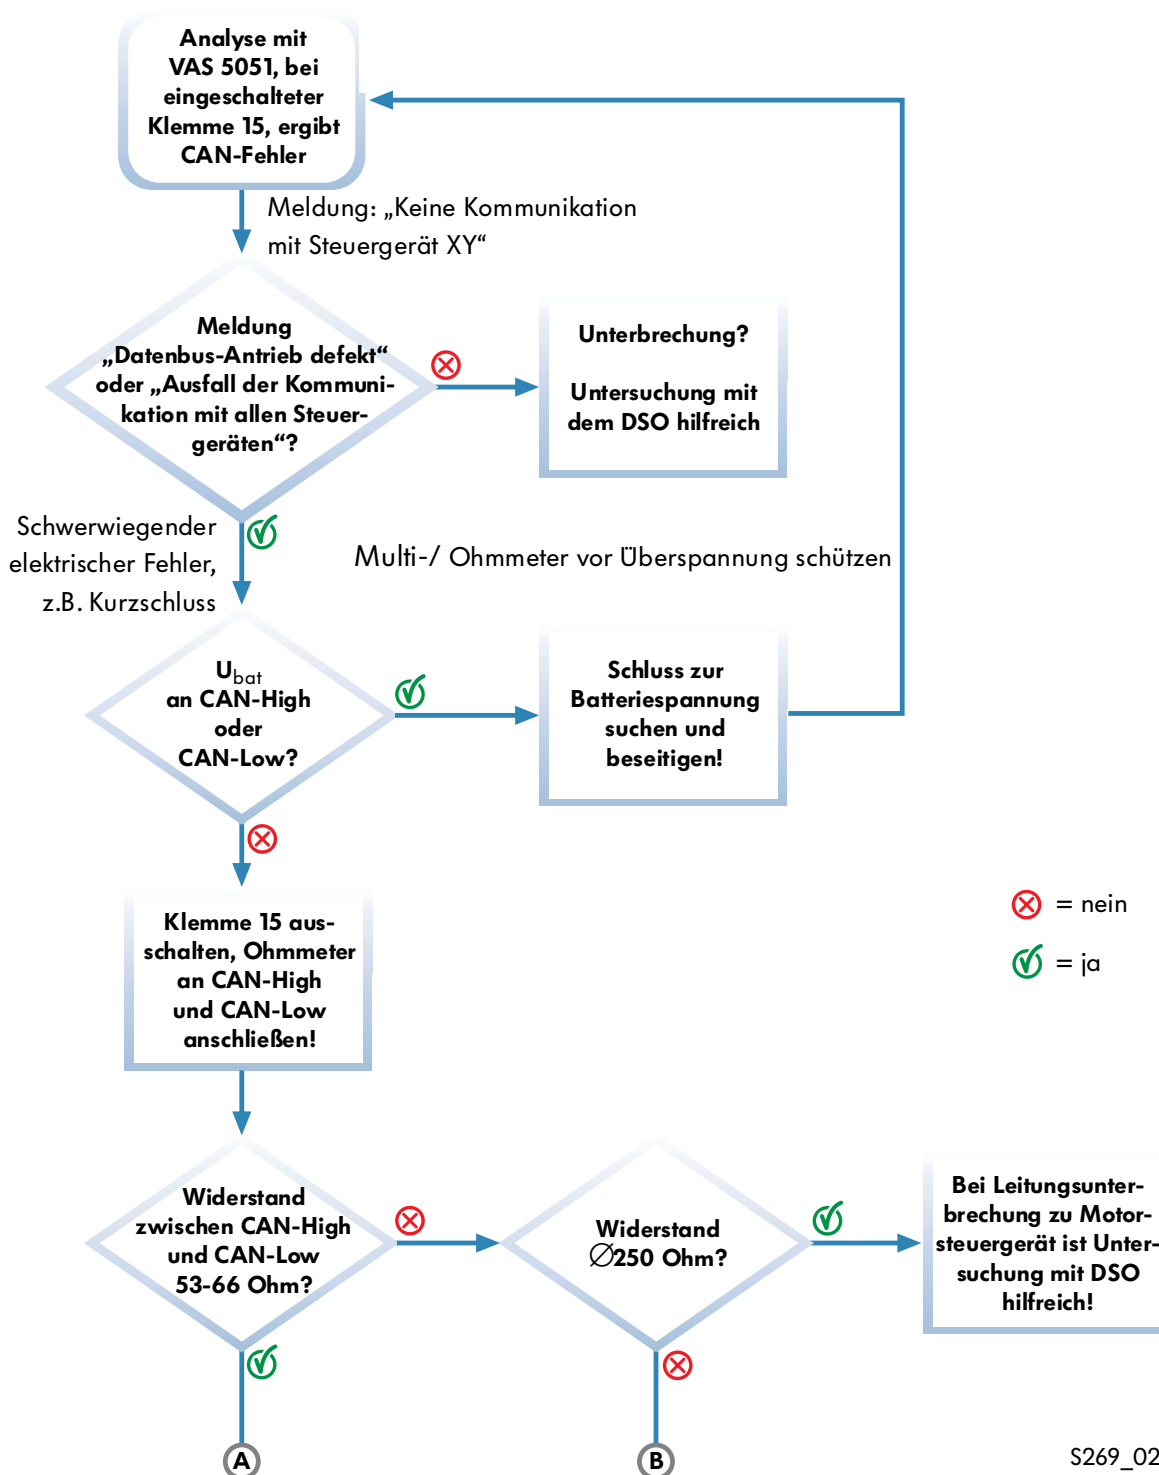 Analyse mit
VAS 5051, bei
eingeschalteter
Klemme 15, ergibt
CAN-Fehler
Meldung: „Keine Kommunikation
mit Steuergerät XY“
Meldung
„Datenbus-Antrieb defekt“
oder „Ausfall der Kommuni-
kation mit allen Steuer-
geräten“?
Unterbrechung?
Untersuchung mit
dem DSO hilfreich
Schwerwiegender
elektrischer Fehler,
z.B. Kurzschluss
Multi-/ Ohmmeter vor Überspannung schützen
Ubat
an CAN-High
oder
CAN-Low?
Schluss zur
Batteriespannung
suchen und
beseitigen!
Klemme 15 aus-
schalten, Ohmmeter
an CAN-High
und CAN-Low
anschließen!
= nein
= ja
Widerstand
zwischen CAN-High
und CAN-Low
53-66 Ohm?
Widerstand
∅250 Ohm?
Bei Leitungsunter-
brechung zu Motor-
steuergerät ist Unter-
suchung mit DSO
hilfreich!
A
B
S269_02